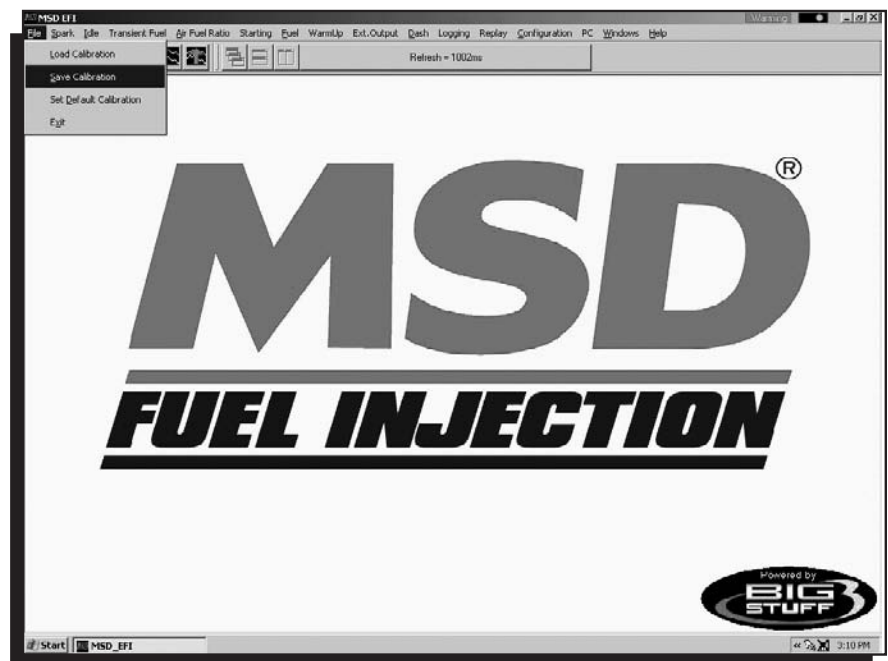 MSD EFI
Warning
File Spark Idle Transient Fuel Air Fuel Ratio Starting Fuel WarmUp Ext.Output Dash Logging Replay Configuration PC Windows Help
Load Calibration
Save Calibration
Set Default Calibration
Exit
Refresh = 1002ms
MSD®
FUEL INJECTION
Powered by
BIG
STUFF
3
Start MSD_EFI « 3:10 PM